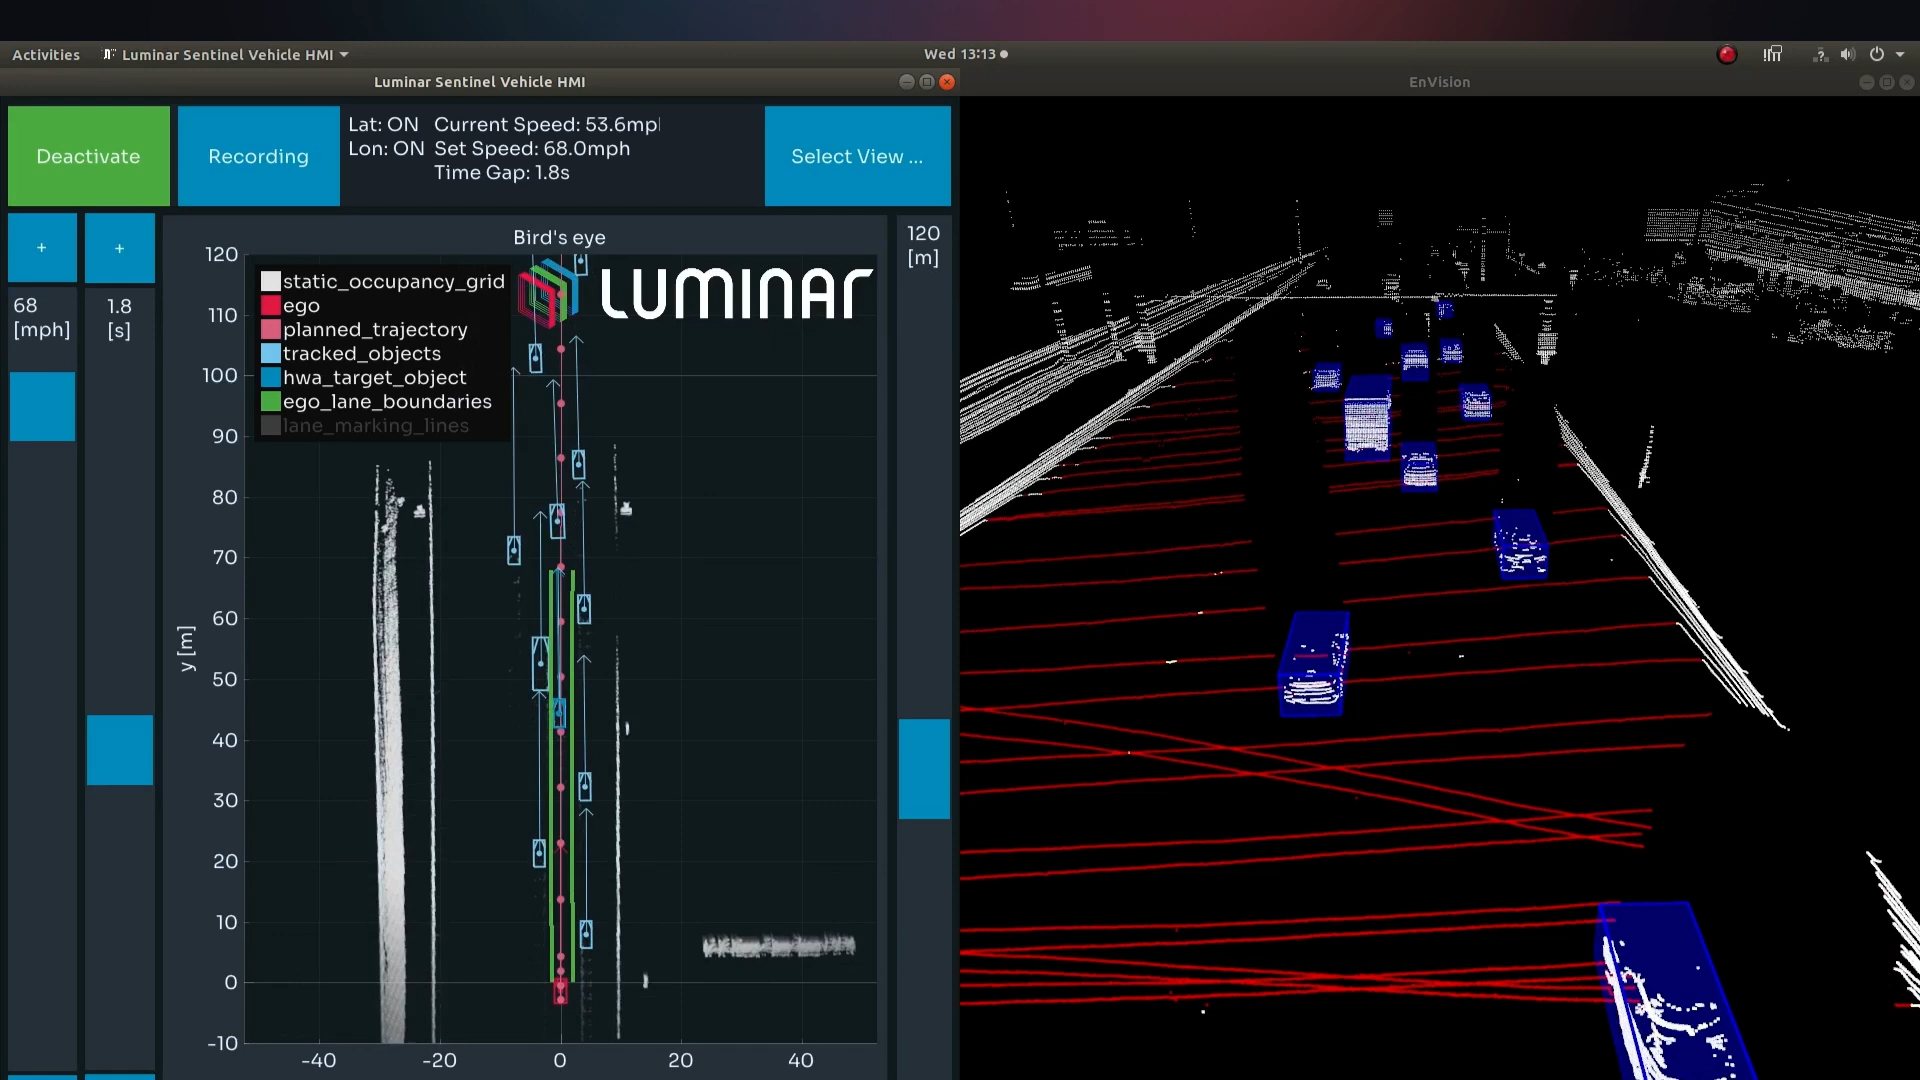 Activities
Luminar Sentinel Vehicle HMI
Wed 13:13
Luminar Sentinel Vehicle HMI
EnVision
Deactivate
Recording
Lat: ON Current Speed: 53.6mph
Lon: ON Set Speed: 68.0mph
Time Gap: 1.8s
Select View ...
+
+
68
[mph]
1.8
[s]
120
[m]
Bird's eye
LUMINAR
static_occupancy_grid
ego
planned_trajectory
tracked_objects
hwa_target_object
ego_lane_boundaries
lane_marking_lines
y [m]
120
110
100
90
80
70
60
50
40
30
20
10
0
-10
-40
-20
0
20
40